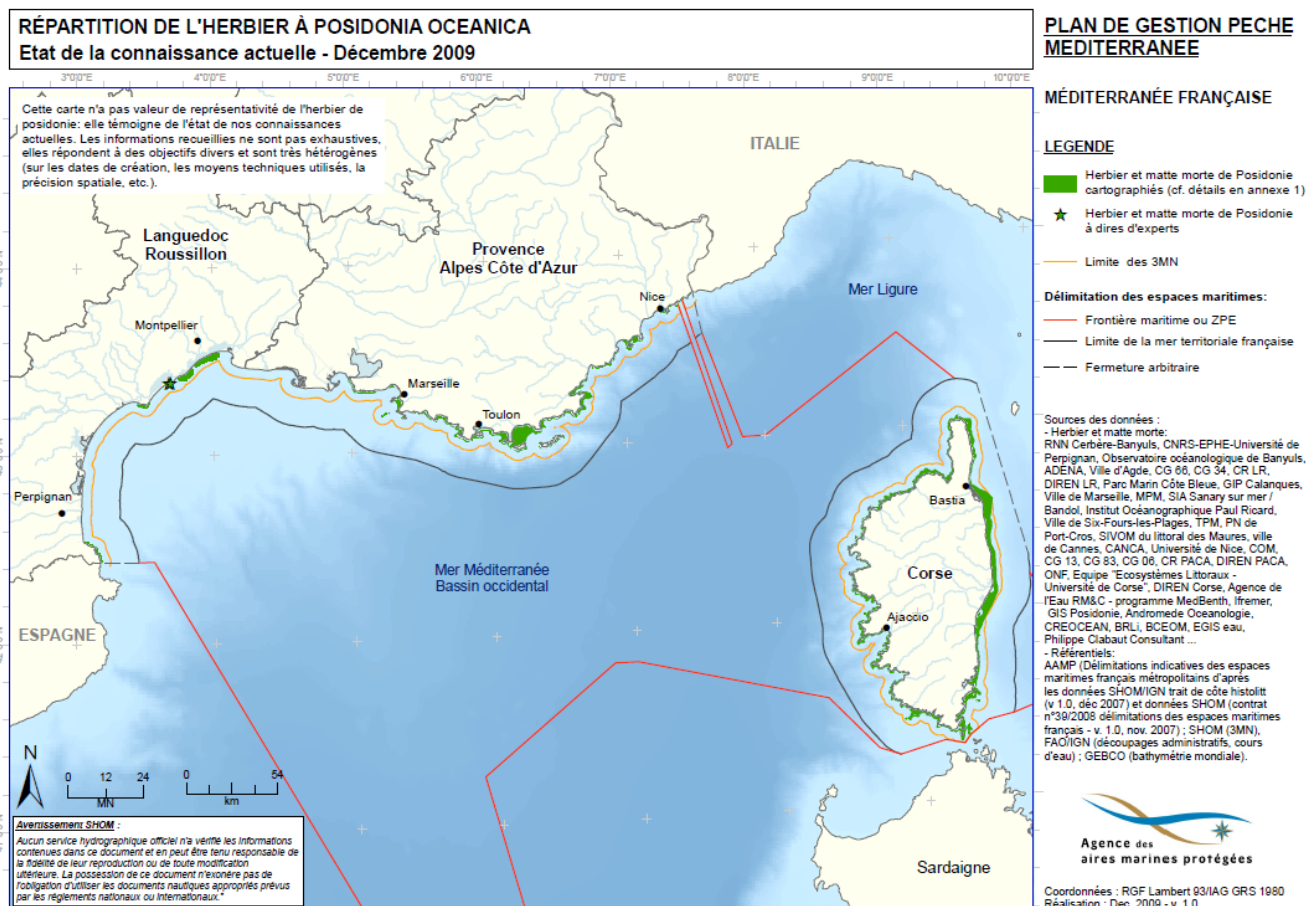 RÉPARTITION DE L'HERBIER À POSIDONIA OCEANICA
Etat de la connaissance actuelle - Décembre 2009
3°0'0"E
4°0'0"E
5°0'0"E
6°0'0"E
7°0'0"E
8°0'0"E
9°0'0"E
10°0'0"E
Cette carte n'a pas valeur de représentativité de l'herbier de
posidonie: elle témoigne de l'état de nos connaissances
actuelles. Les informations recueillies ne sont pas exhaustives,
elles répondent à des objectifs divers et sont très hétérogènes
(sur les dates de création, les moyens techniques utilisés, la
précision spatiale, etc.).
ITALIE
Languedoc
Roussillon
Provence
Alpes Côte d'Azur
Nice
Mer Ligure
Montpellier
Marseille
Toulon
Perpignan
Bastia
Mer Méditerranée
Bassin occidental
Corse
Ajaccio
ESPAGNE
Sardaigne
N
0 12 24
MN
0 54
km
Avertissement SHOM :
Aucun service hydrographique officiel n'a vérifié les informations
contenues dans ce document et en peut être tenu responsable de
la fidélité de leur reproduction ou de toute modification
ultérieure. La possession de ce document n'exonère pas de
l'obligation d'utiliser les documents nautiques appropriés prévus
par les règlements nationaux ou internationaux."
PLAN DE GESTION PECHE
MEDITERRANEE
MÉDITERRANÉE FRANÇAISE
LEGENDE
Herbier et matte morte de Posidonie
cartographiés (cf. détails en annexe 1)
Herbier et matte morte de Posidonie
à dires d'experts
Limite des 3MN
Délimitation des espaces maritimes:
Frontière maritime ou ZPE
Limite de la mer territoriale française
Fermeture arbitraire
Sources des données :
- Herbier et matte morte:
RNN Cerbère-Banyuls, CNRS-EPHE-Université de
Perpignan, Observatoire océanologique de Banyuls,
ADENA, Ville d'Agde, CG 66, CG 34, CR LR,
DIREN LR, Parc Marin Côte Bleue, GIP Calanques,
Ville de Marseille, MPM, SIA Sanary sur mer /
Bandol, Institut Océanographique Paul Ricard,
Ville de Six-Fours-les-Plages, TPM, PN de
Port-Cros, SIVOM du littoral des Maures, ville
de Cannes, CANCA, Université de Nice, COM,
CG 13, CG 83, CG 06, CR PACA, DIREN PACA,
ONF, Equipe "Ecosystèmes Littoraux -
Université de Corse", DIREN Corse, Agence de
l'Eau RM&C - programme MedBenth, Ifremer,
GIS Posidonie, Andromede Oceanologie,
CREOCEAN, BRLi, BCEOM, EGIS eau,
Philippe Clabaut Consultant ...
- Référentiels:
AAMP (Délimitations indicatives des espaces
maritimes français métropolitains d'après
les données SHOM/IGN trait de côte histolitt
(v 1.0, déc 2007) et données SHOM (contrat
n°39/2008 délimitations des espaces maritimes
français - v. 1.0, nov. 2007) ; SHOM (3MN),
FAO/IGN (découpages administratifs, cours
d'eau) ; GEBCO (bathymétrie mondiale).
Agence des
aires marines protégées
Coordonnées : RGF Lambert 93/IAG GRS 1980
Réalisation : Dec. 2009 - v. 1.0